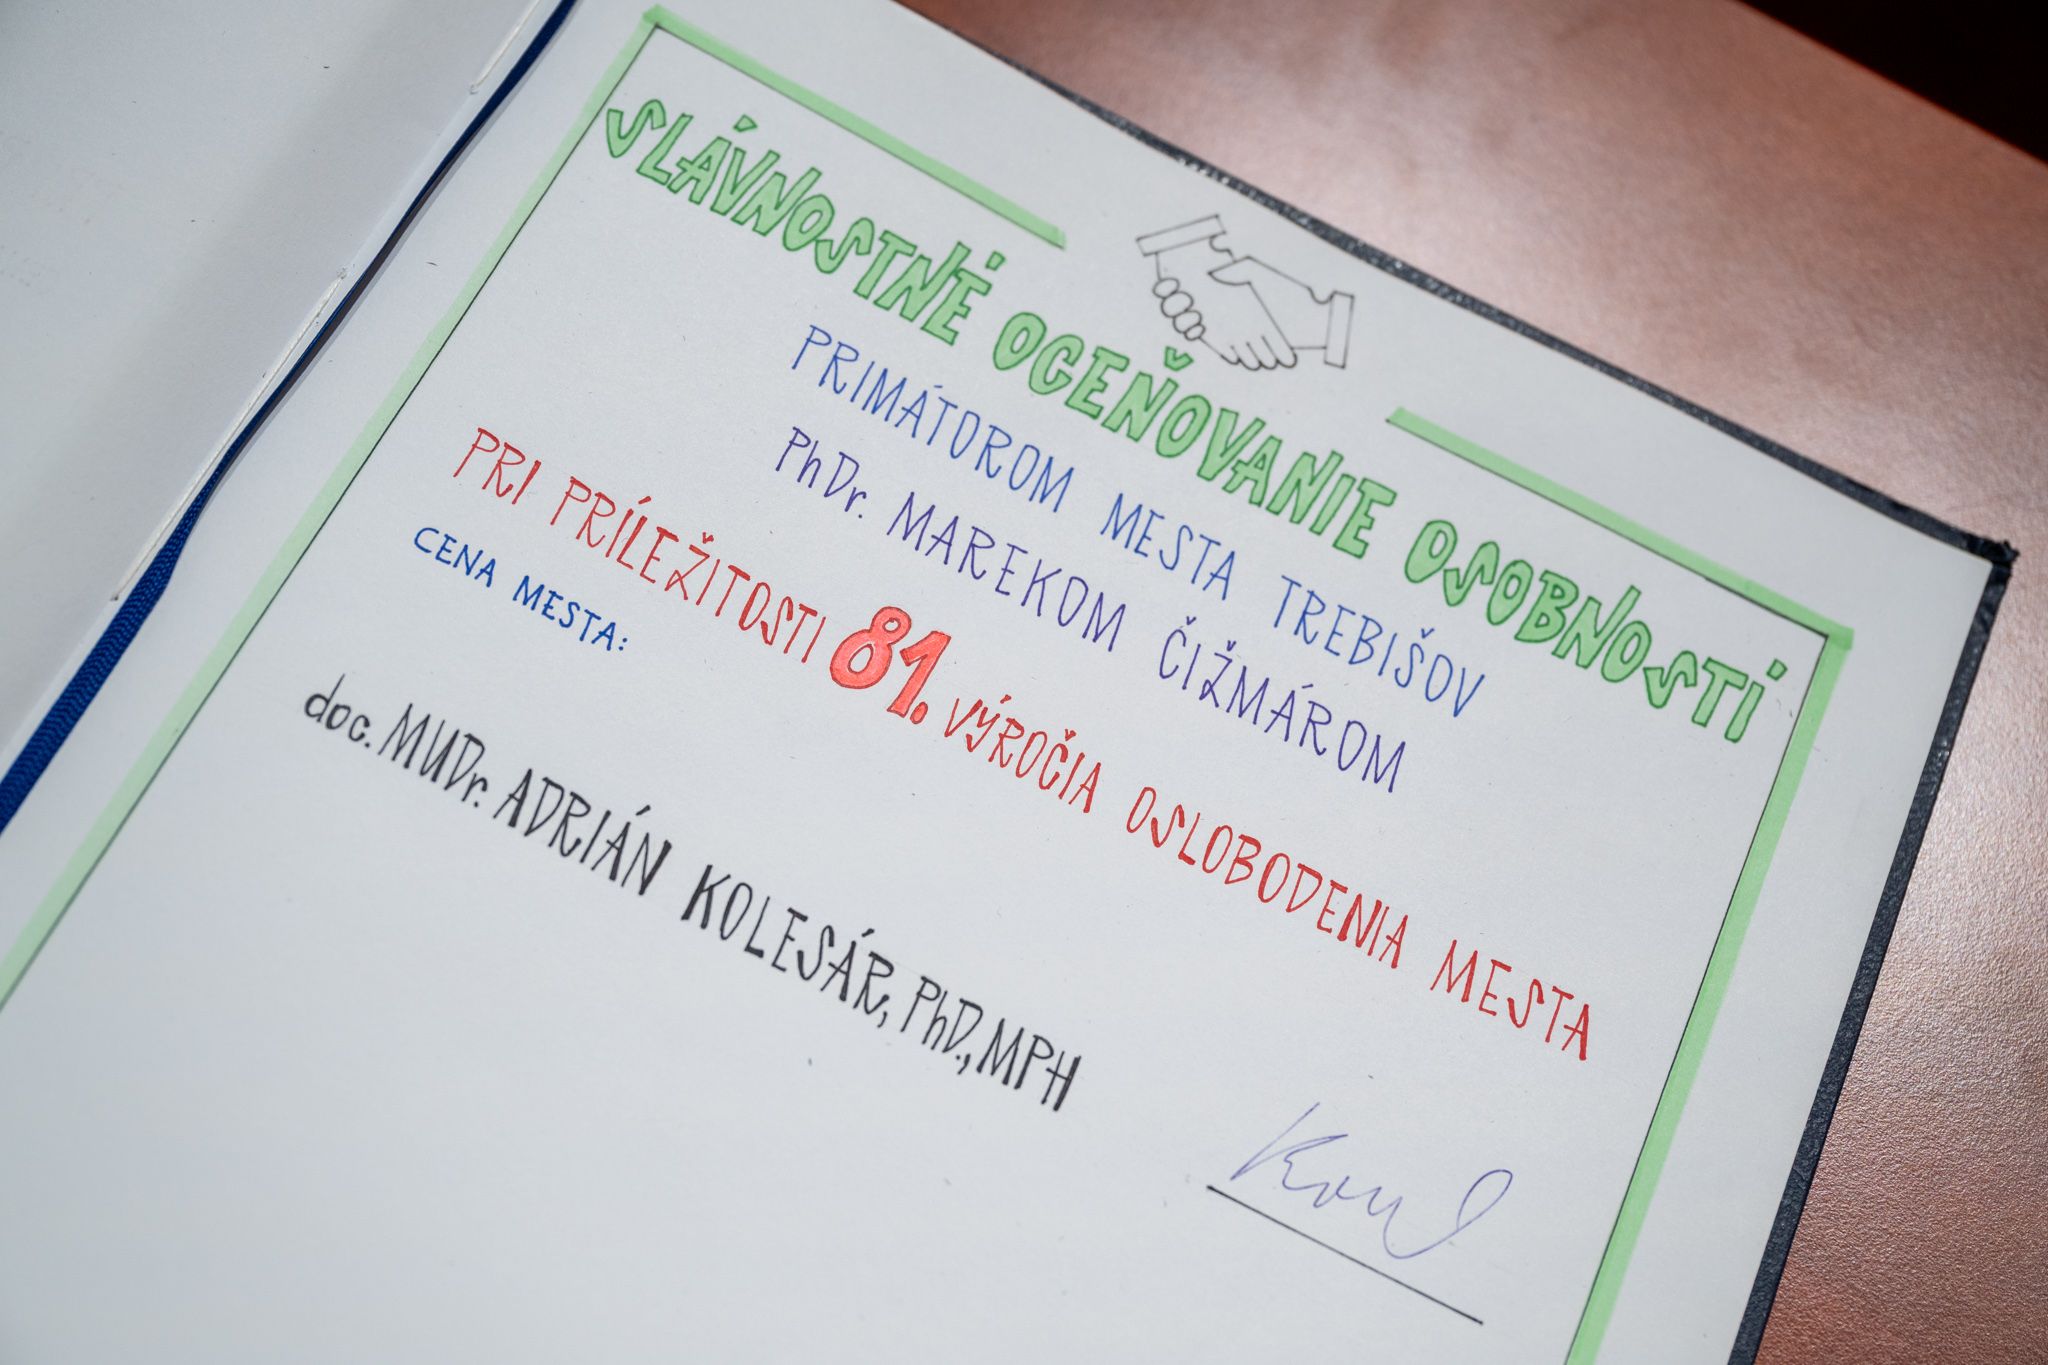 SLÁVNOSTNÉ OCEŇOVANIE OSOBNOSTÍ
PRIMÁTOROM MESTA TREBIŠOV
PhDr. MAREKOM ČIŽMÁROM
PRI PRÍLEŽITOSTI 81. VÝROČIA OSLOBODENIA MESTA
CENA MESTA:
doc. MUDr. ADRIÁN KOLESÁR, PhD., MPH